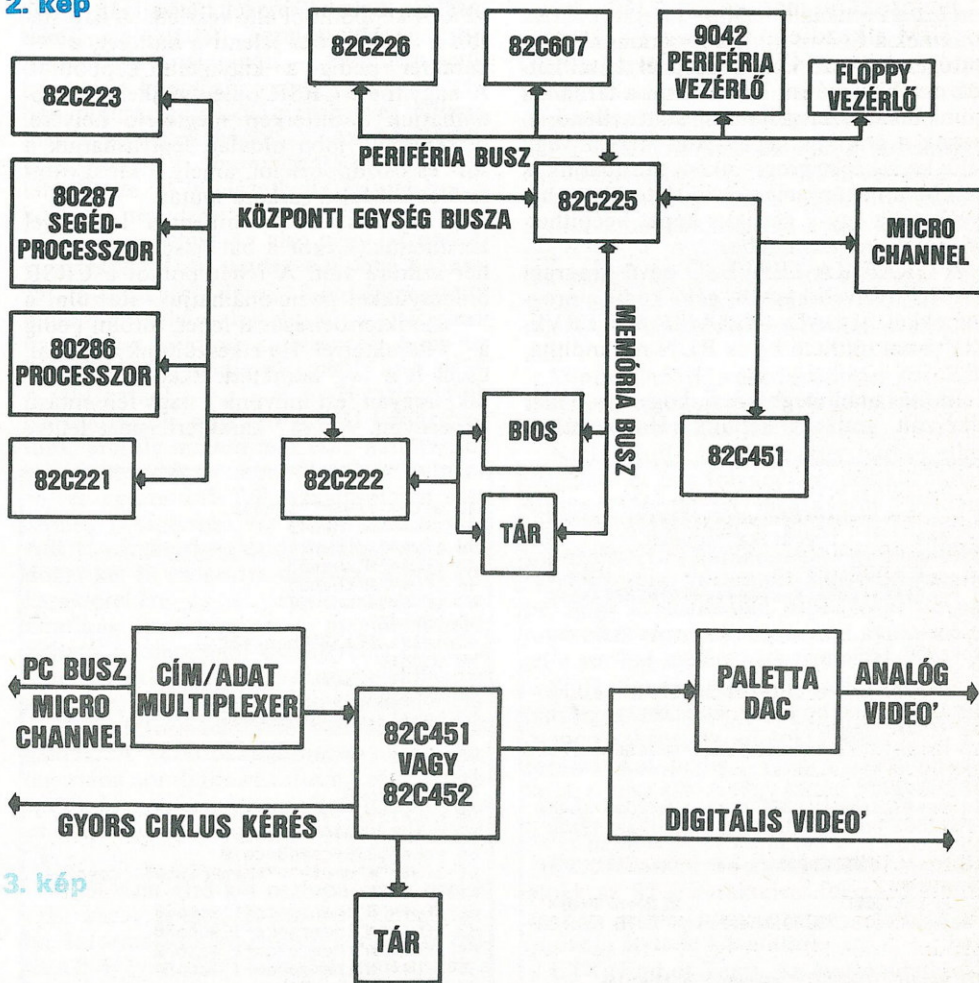 2. kép
82C226
82C607
9042
PERIFÉRIA
VEZÉRLŐ
FLOPPY
VEZÉRLŐ
82C223
PERIFÉRIA BUSZ
80287
SEGÉD-
PROCESSZOR
KÖZPONTI EGYSÉG BUSZA
82C225
MICRO
CHANNEL
80286
PROCESSZOR
MEMÓRIA BUSZ
BIOS
82C221
82C222
82C451
TÁR
PC BUSZ
MICRO
CHANNEL
CÍM/ADAT
MULTIPLEXER
82C451
VAGY
82C452
PALETTA
DAC
ANALÓG
VIDEO'
GYORS CIKLUS KÉRÉS
DIGITÁLIS VIDEO'
3. kép
TÁR